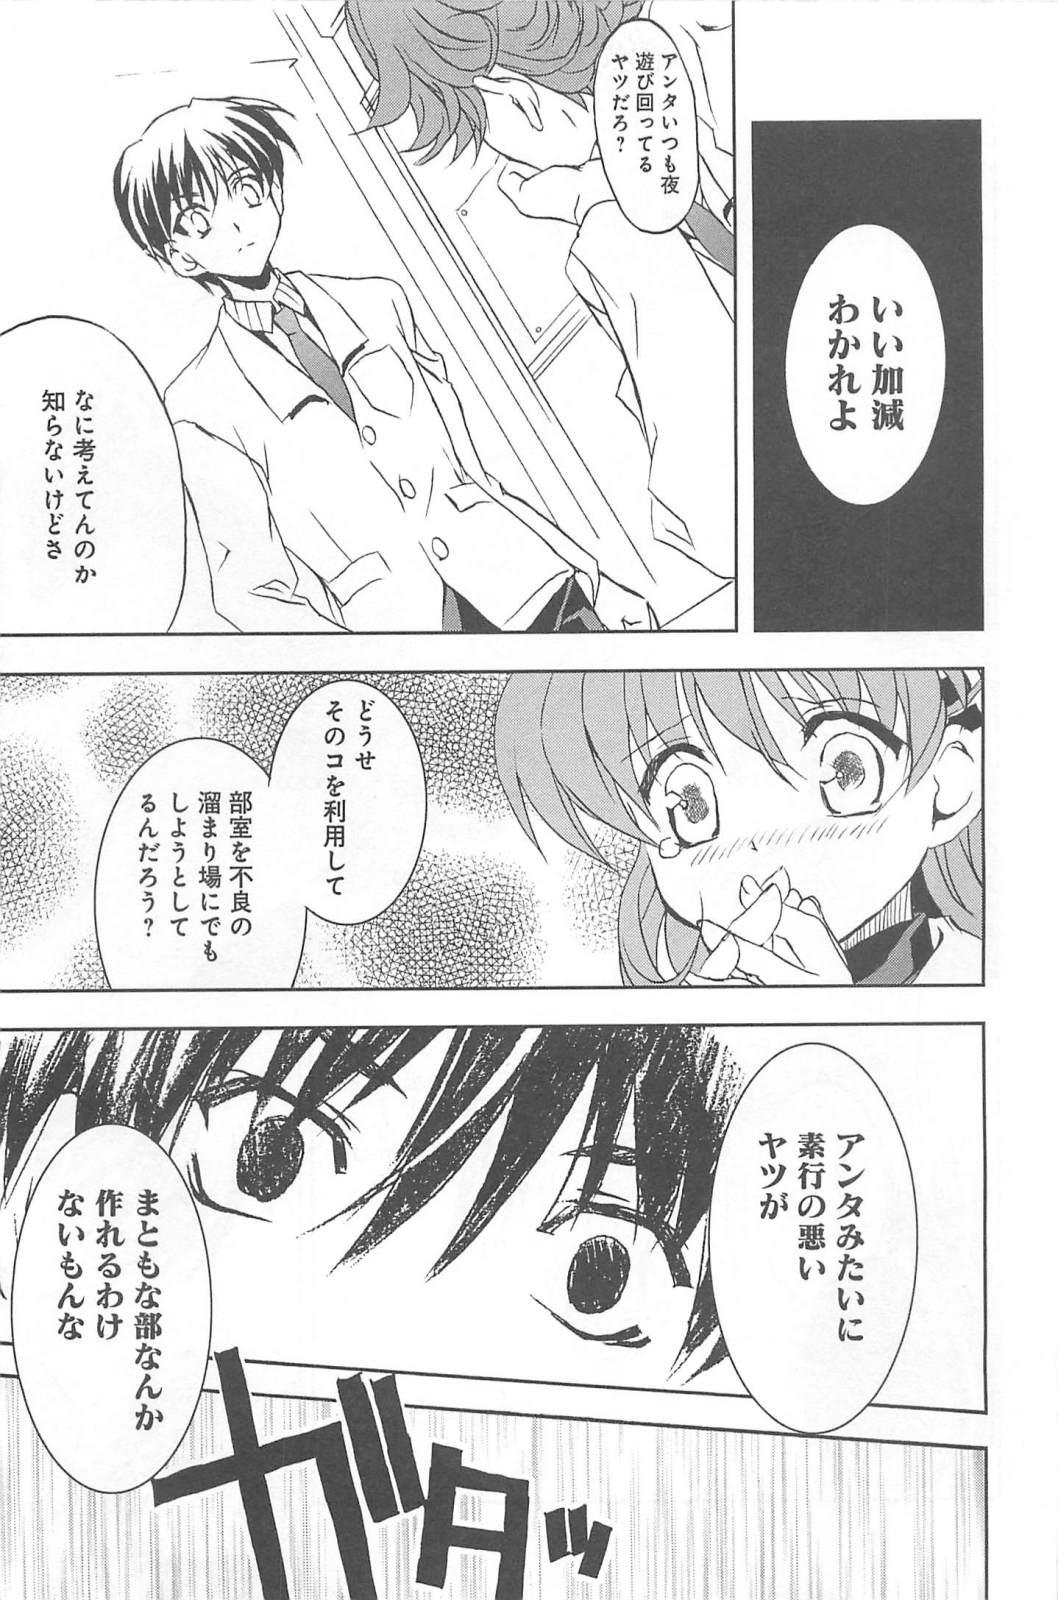 いい加減
わかれよ
アンタいつも夜
遊び回ってる
ヤツだろ?
なに考えてんのか
知らないけどさ
どうせ
そのコを利用して
部室を不良の
溜まり場にでも
しようとして
るんだろう?
アンタみたいに
素行の悪い
ヤツが
まともな部なんか
作れるわけ
ないもんな
ガタッ